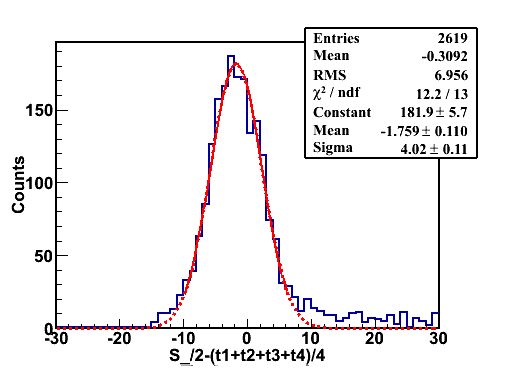 Entries 2619
Mean -0.3092
RMS 6.956
χ² / ndf 12.2 / 13
Constant 181.9 ± 5.7
Mean -1.759 ± 0.110
Sigma 4.02 ± 0.11
Counts
150
100
50
0
-30 -20 -10 0 10 20 30
S_/2-(t1+t2+t3+t4)/4